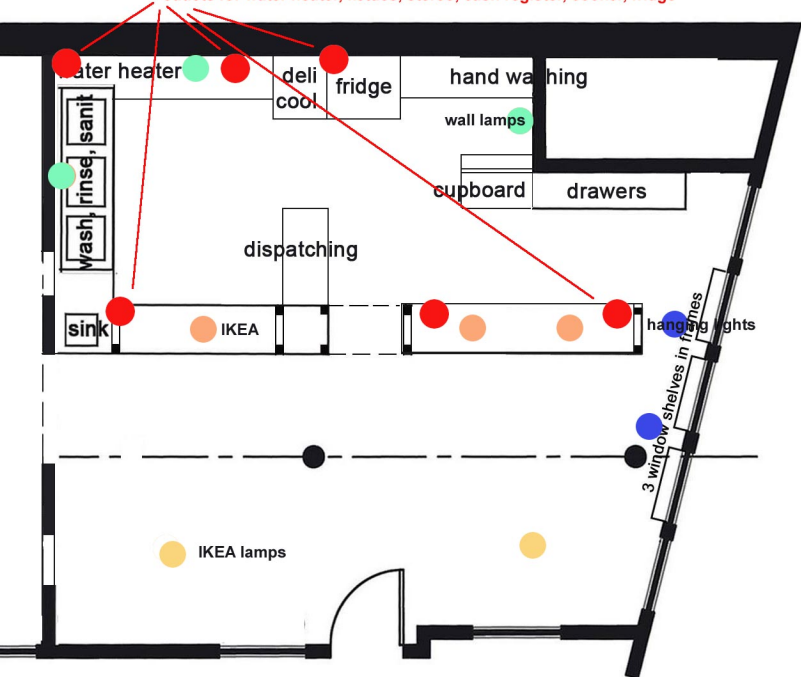 water heater
deli
cool
fridge
hand washing
wall lamps
wash, rinse, sanit
cupboard
drawers
dispatching
sink
IKEA
hanging lights
3 window shelves in frames
IKEA lamps